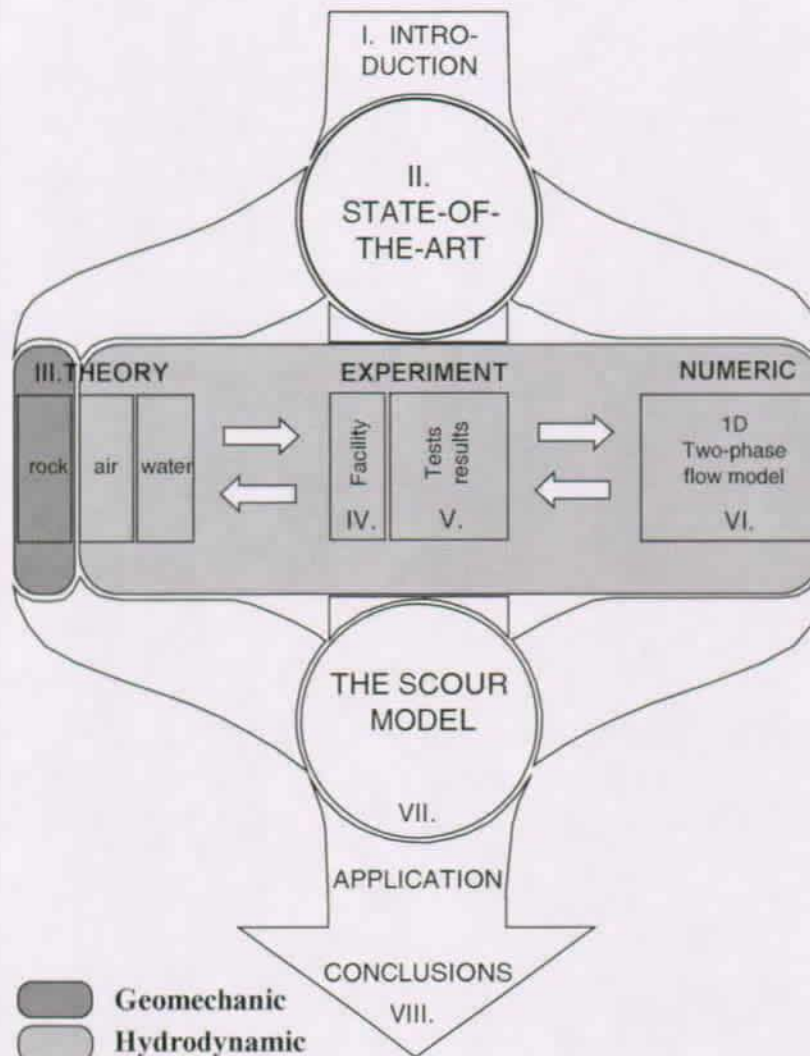 I. INTRO-
DUCTION
II.
STATE-OF-
THE-ART
III.THEORY
EXPERIMENT
NUMERIC
rock
air
water
Facility
IV.
Tests
results
V.
1D
Two-phase
flow model
VI.
THE SCOUR
MODEL
VII.
APPLICATION
CONCLUSIONS
VIII.
Geomechanic
Hydrodynamic